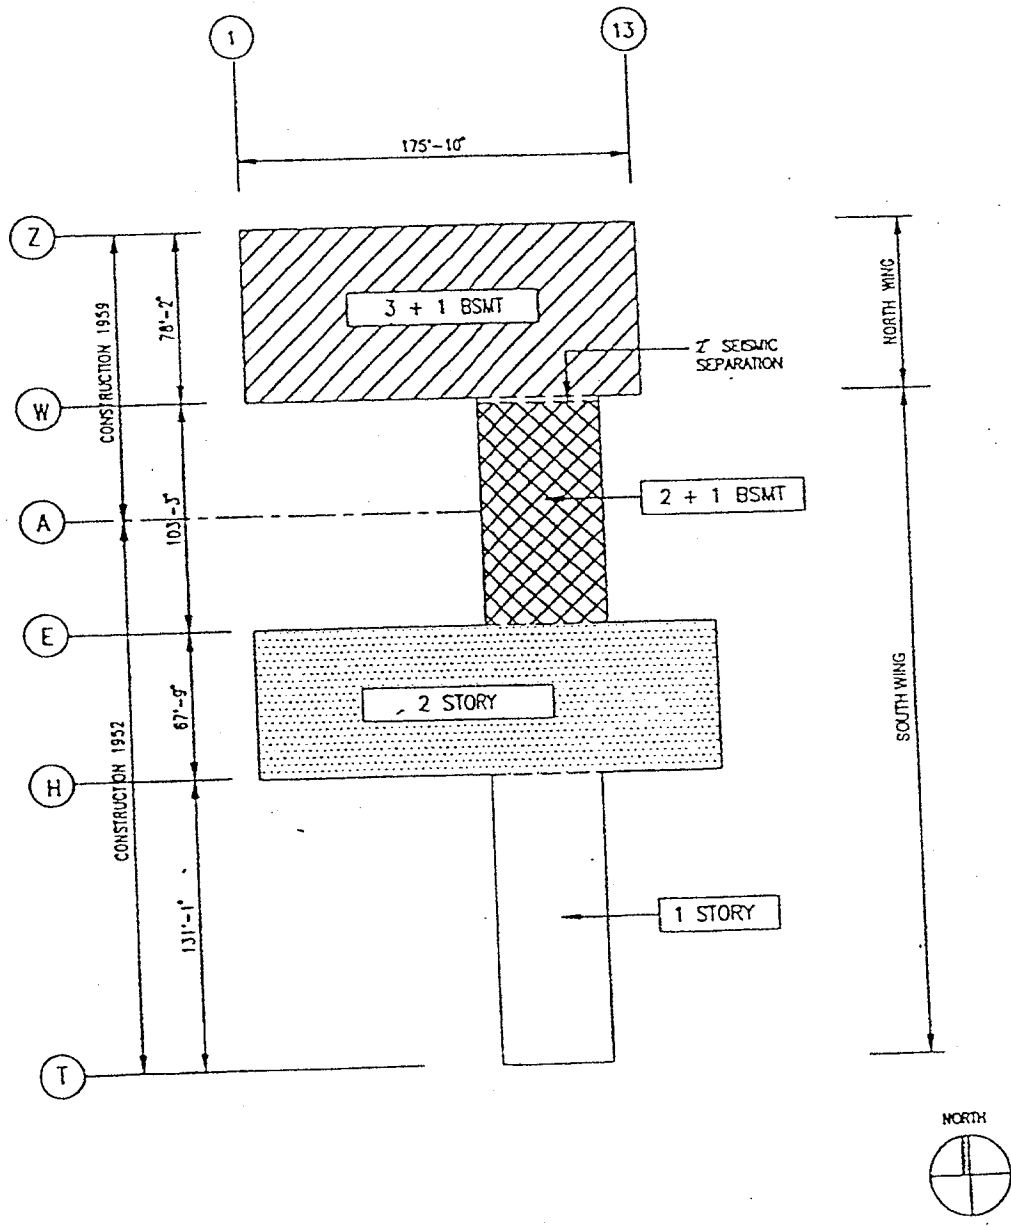 1
13
175'-10"
Z
CONSTRUCTION 1959
78'-2"
3 + 1 BSMT
NORTH WING
2" SEISMIC
SEPARATION
W
103'-3"
2 + 1 BSMT
A
E
CONSTRUCTION 1952
67'-9"
2 STORY
SOUTH WING
H
131'-1"
1 STORY
T
NORTH